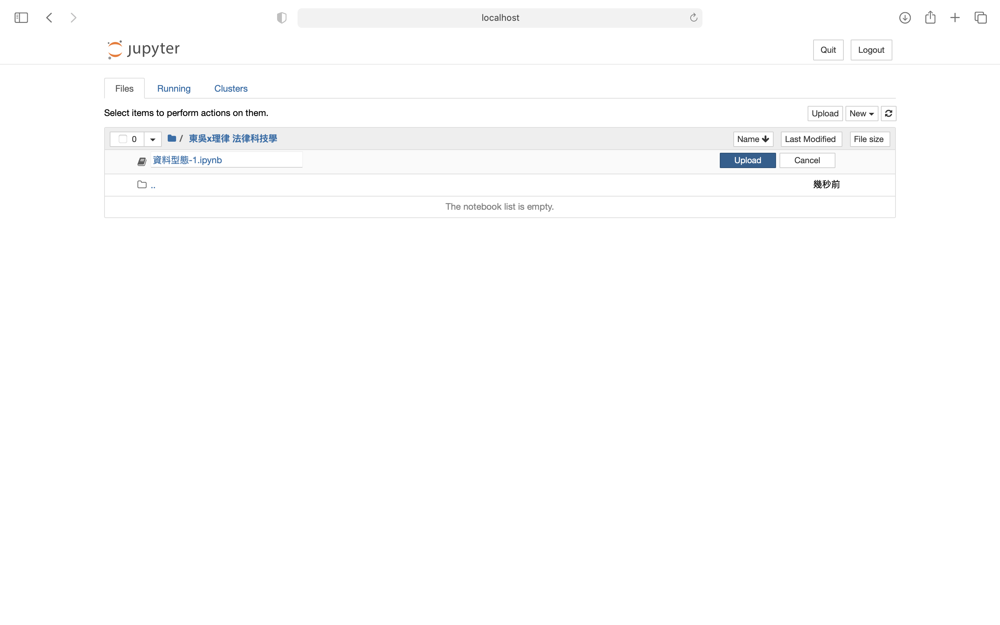 localhost
jupyter
Quit Logout
Files Running Clusters
Select items to perform actions on them.
Upload New
0 / 東吳x理律 法律科技學
Name Last Modified File size
資料型態-1.ipynb
Upload Cancel
..
幾秒前
The notebook list is empty.